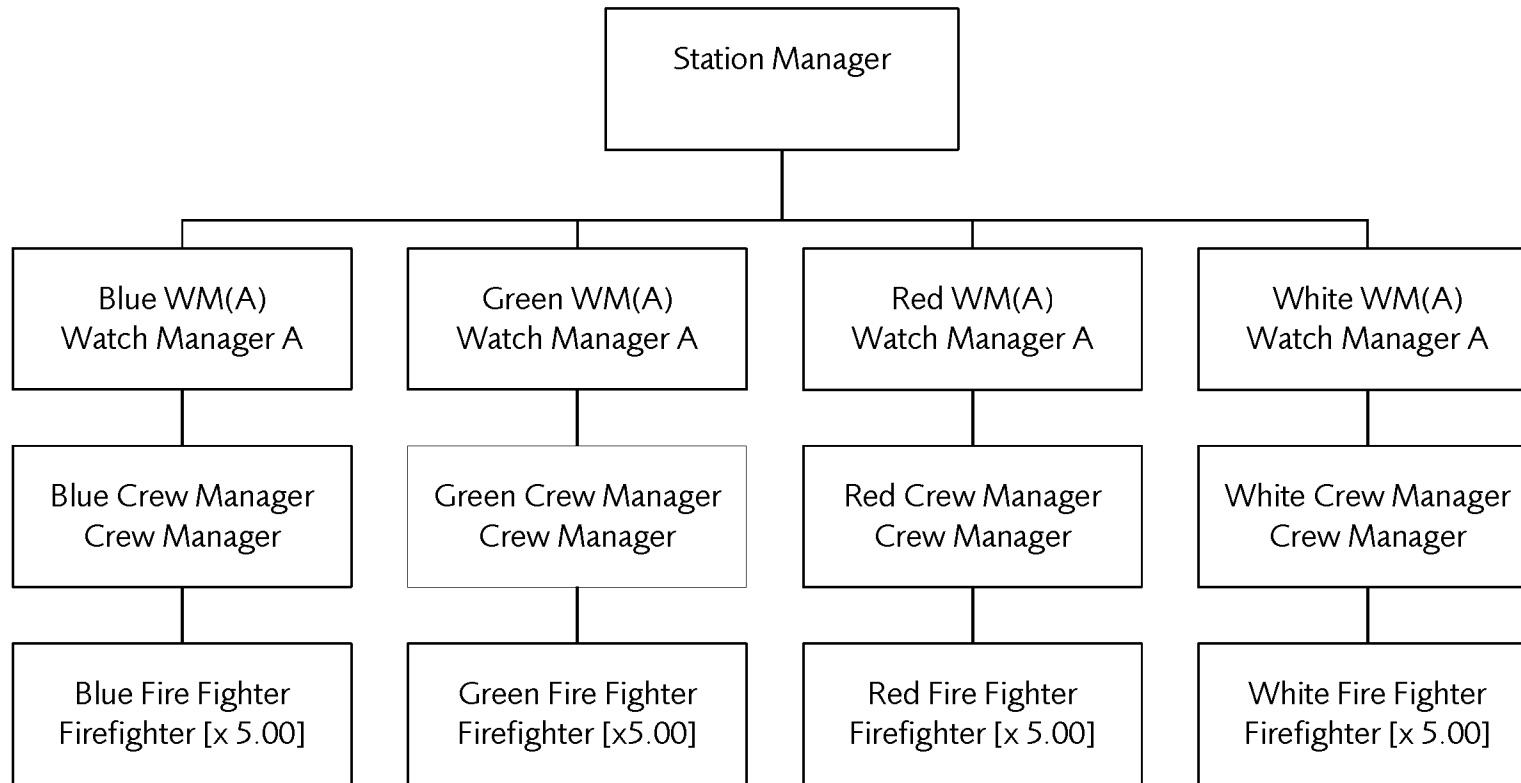 Station Manager
Blue WM(A)
Watch Manager A
Green WM(A)
Watch Manager A
Red WM(A)
Watch Manager A
White WM(A)
Watch Manager A
Blue Crew Manager
Crew Manager
Green Crew Manager
Crew Manager
Red Crew Manager
Crew Manager
White Crew Manager
Crew Manager
Blue Fire Fighter
Firefighter [x 5.00]
Green Fire Fighter
Firefighter [x5.00]
Red Fire Fighter
Firefighter [x 5.00]
White Fire Fighter
Firefighter [x 5.00]